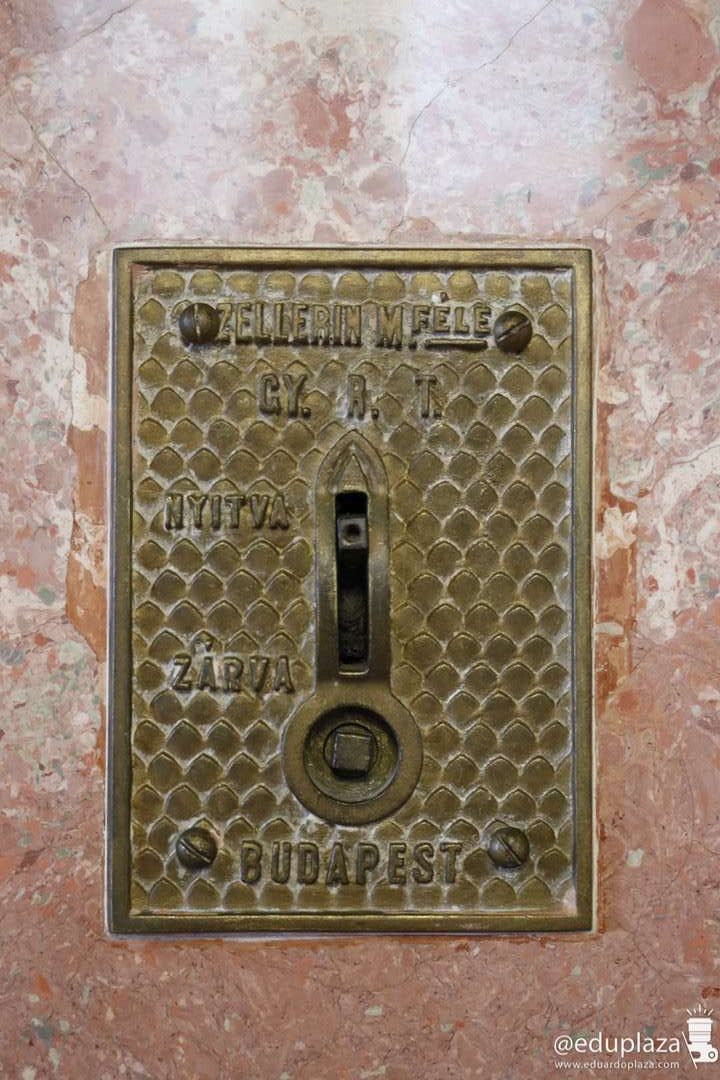 ZELLERIN M. FÉLE
GY. R. T.
NYITVA
ZÁRVA
BUDAPEST
@eduplaza
www.eduardoplaza.com